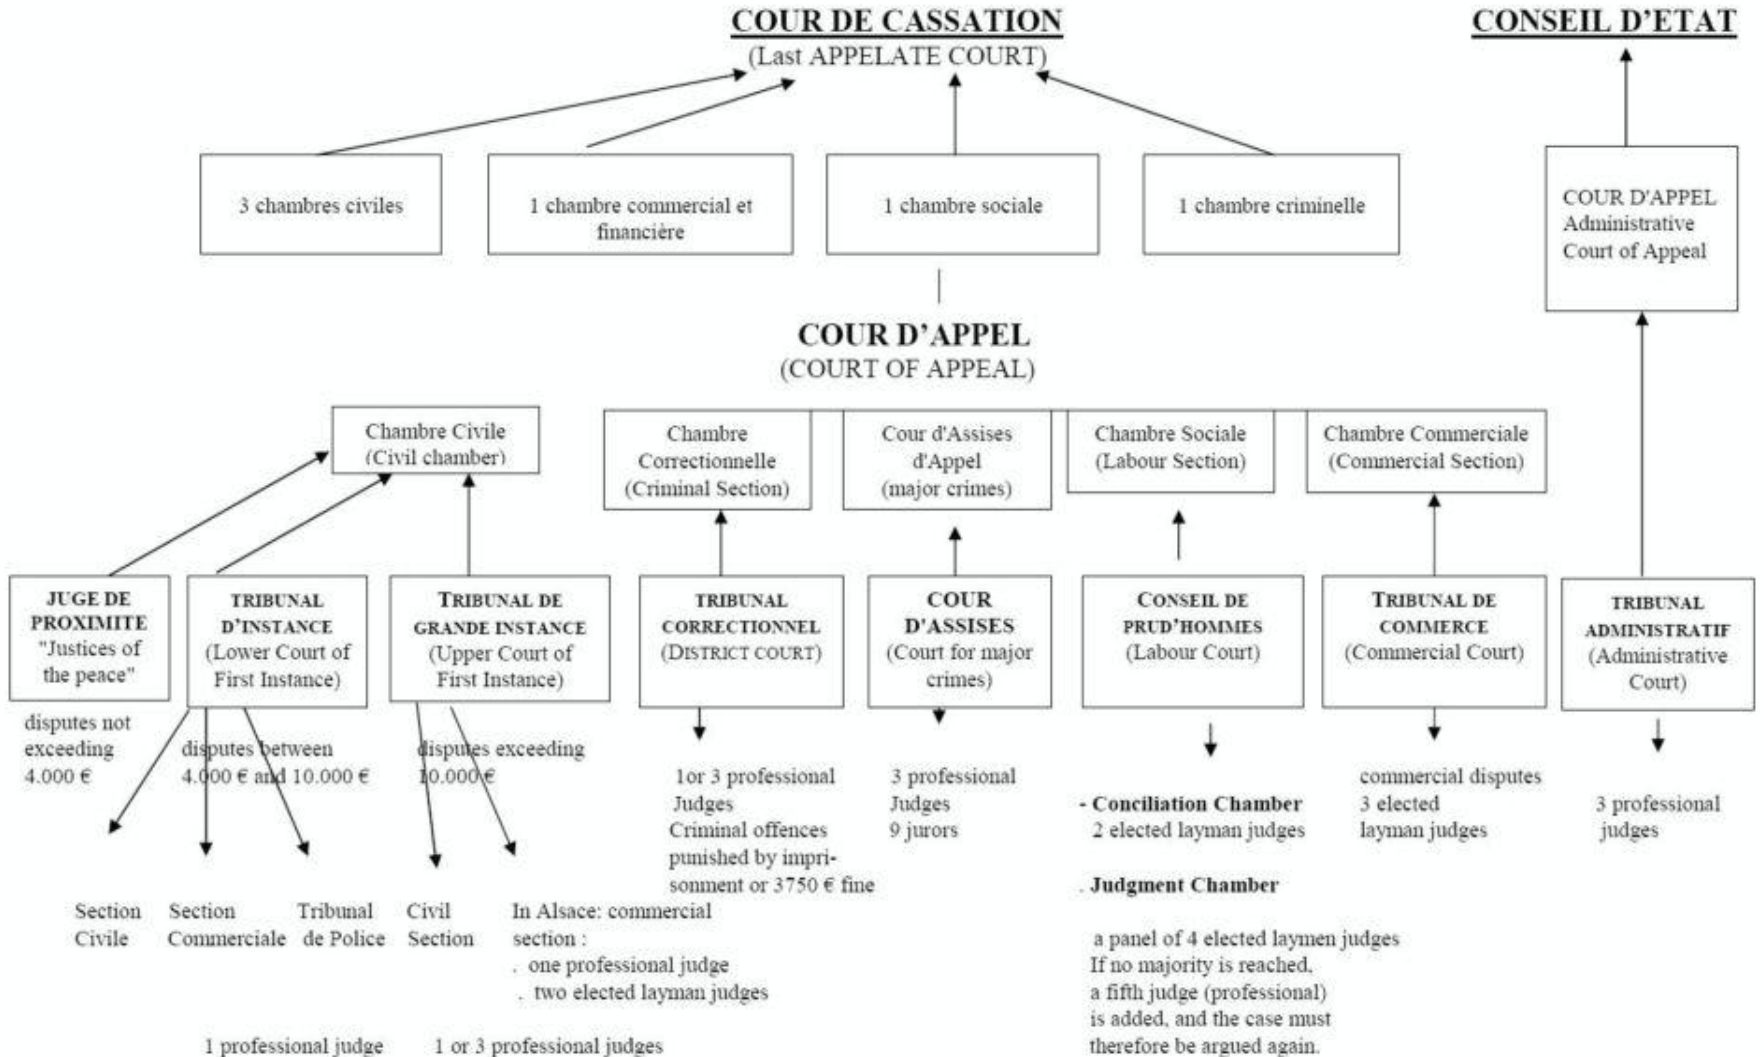 COUR DE CASSATION
(Last APPELATE COURT)
CONSEIL D'ETAT
3 chambres civiles
1 chambre commercial et
financière
1 chambre sociale
1 chambre criminelle
COUR D'APPEL
Administrative
Court of Appeal
COUR D'APPEL
(COURT OF APPEAL)
Chambre Civile
(Civil chamber)
Chambre
Correctionnelle
(Criminal Section)
Cour d'Assises
d'Appel
(major crimes)
Chambre Sociale
(Labour Section)
Chambre Commerciale
(Commercial Section)
JUGE DE
PROXIMITE
"Justices of
the peace"
TRIBUNAL
D'INSTANCE
(Lower Court of
First Instance)
TRIBUNAL DE
GRANDE INSTANCE
(Upper Court of
First Instance)
TRIBUNAL
CORRECTIONNEL
(DISTRICT COURT)
COUR
D'ASSISES
(Court for major
crimes)
CONSEIL DE
PRUD'HOMMES
(Labour Court)
TRIBUNAL DE
COMMERCE
(Commercial Court)
TRIBUNAL
ADMINISTRATIF
(Administrative
Court)
disputes not
exceeding
4.000 €
disputes between
4.000 € and 10.000 €
disputes exceeding
10.000 €
1or 3 professional
Judges
Criminal offences
punished by impri-
sonment or 3750 € fine
3 professional
Judges
9 jurors
- Conciliation Chamber
2 elected layman judges
. Judgment Chamber
a panel of 4 elected laymen judges
If no majority is reached,
a fifth judge (professional)
is added, and the case must
therefore be argued again.
commercial disputes
3 elected
layman judges
3 professional
judges
Section
Civile
Section
Commerciale
Tribunal
de Police
Civil
Section
In Alsace: commercial
section :
. one professional judge
. two elected layman judges
1 professional judge
1 or 3 professional judges